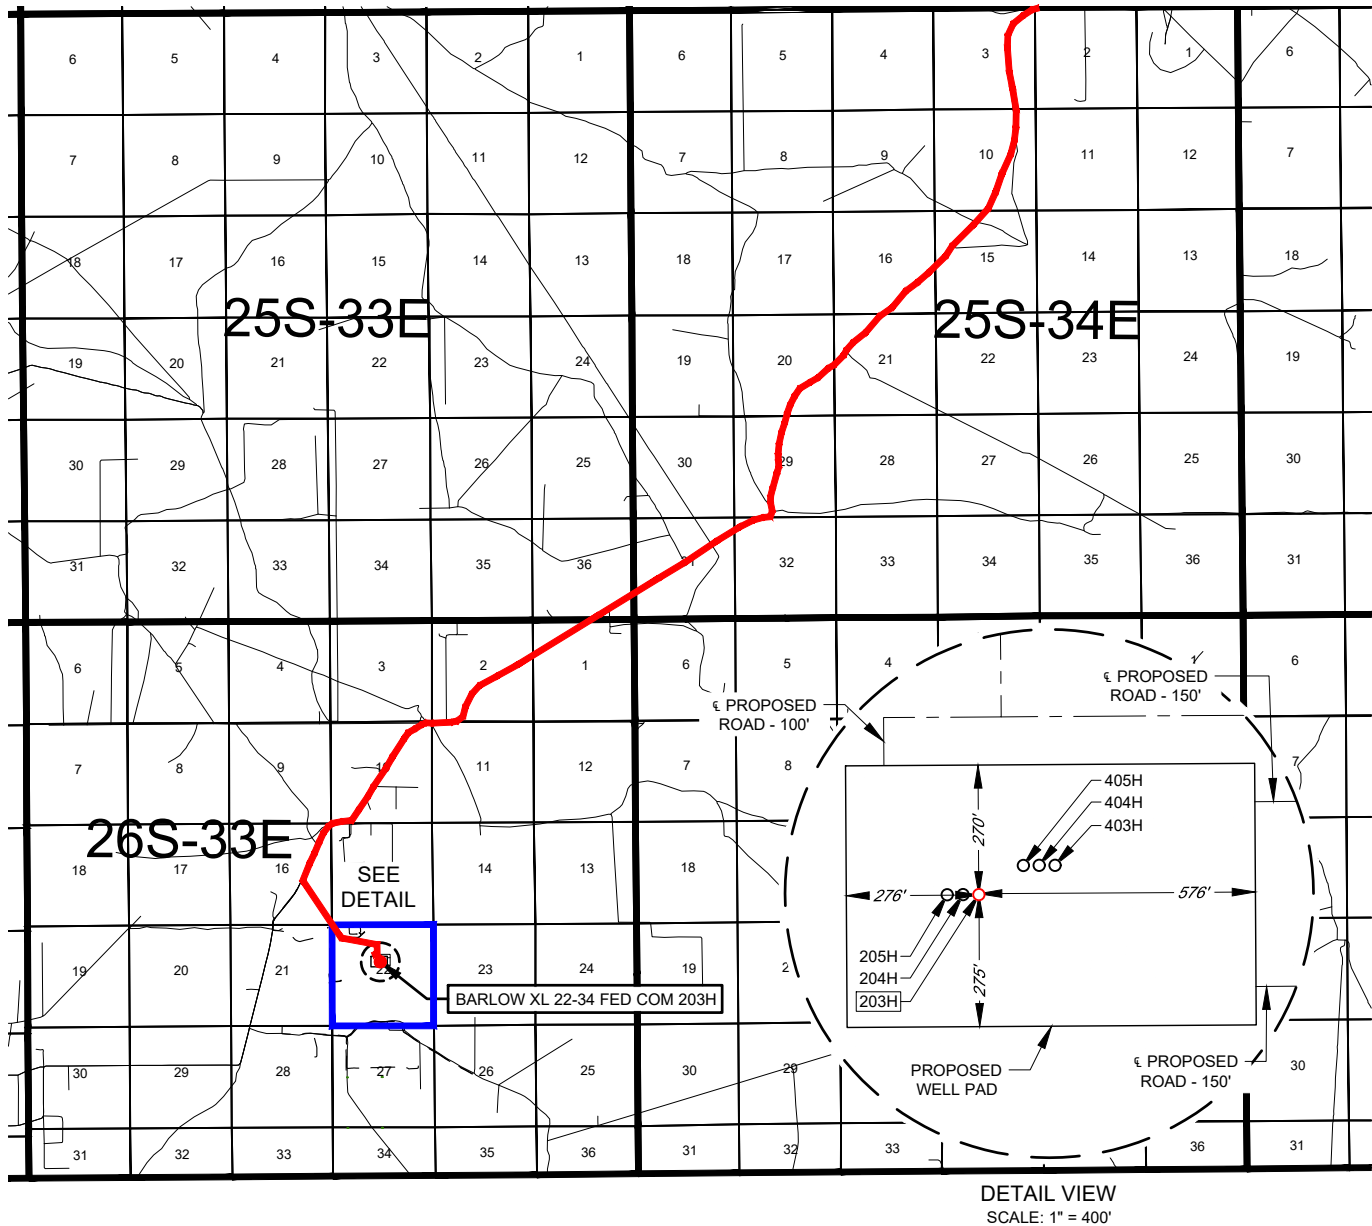 6 5 4 3 2 1 6 5 4 3 2 1 6
7 8 9 10 11 12 7 8 9 10 11 12 7
18 17 16 15 14 13 18 17 16 15 14 13 18
25S-33E 25S-34E
19 20 21 22 23 24 19 20 21 22 23 24 19
30 29 28 27 26 25 30 29 28 27 26 25 30
31 32 33 34 35 36 32 33 34 35 36 31
6 5 4 3 2 1 6 5 4 1 6
℄ PROPOSED
ROAD - 150'
℄ PROPOSED
ROAD - 100'
7 8 9 10 11 12 7 8 7
405H
404H
403H
270'
26S-33E
18 17 16 14 13 18
SEE
DETAIL
276' 576'
205H
204H
203H
275'
19 20 21 22 23 24 19 2
BARLOW XL 22-34 FED COM 203H
30 29 28 27 26 25 30 29 30
PROPOSED
WELL PAD
℄ PROPOSED
ROAD - 150'
31 32 33 34 35 36 31 32 33 36 31
DETAIL VIEW
SCALE: 1" = 400'